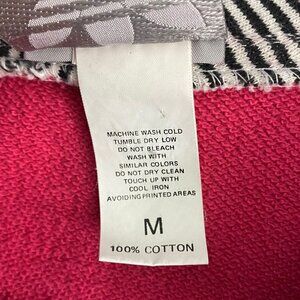 MACHINE WASH COLD
TUMBLE DRY LOW
DO NOT BLEACH
WASH WITH
SIMILAR COLORS
DO NOT DRY CLEAN
TOUCH UP WITH
COOL IRON
AVOIDING PRINTED AREAS
M
100% COTTON